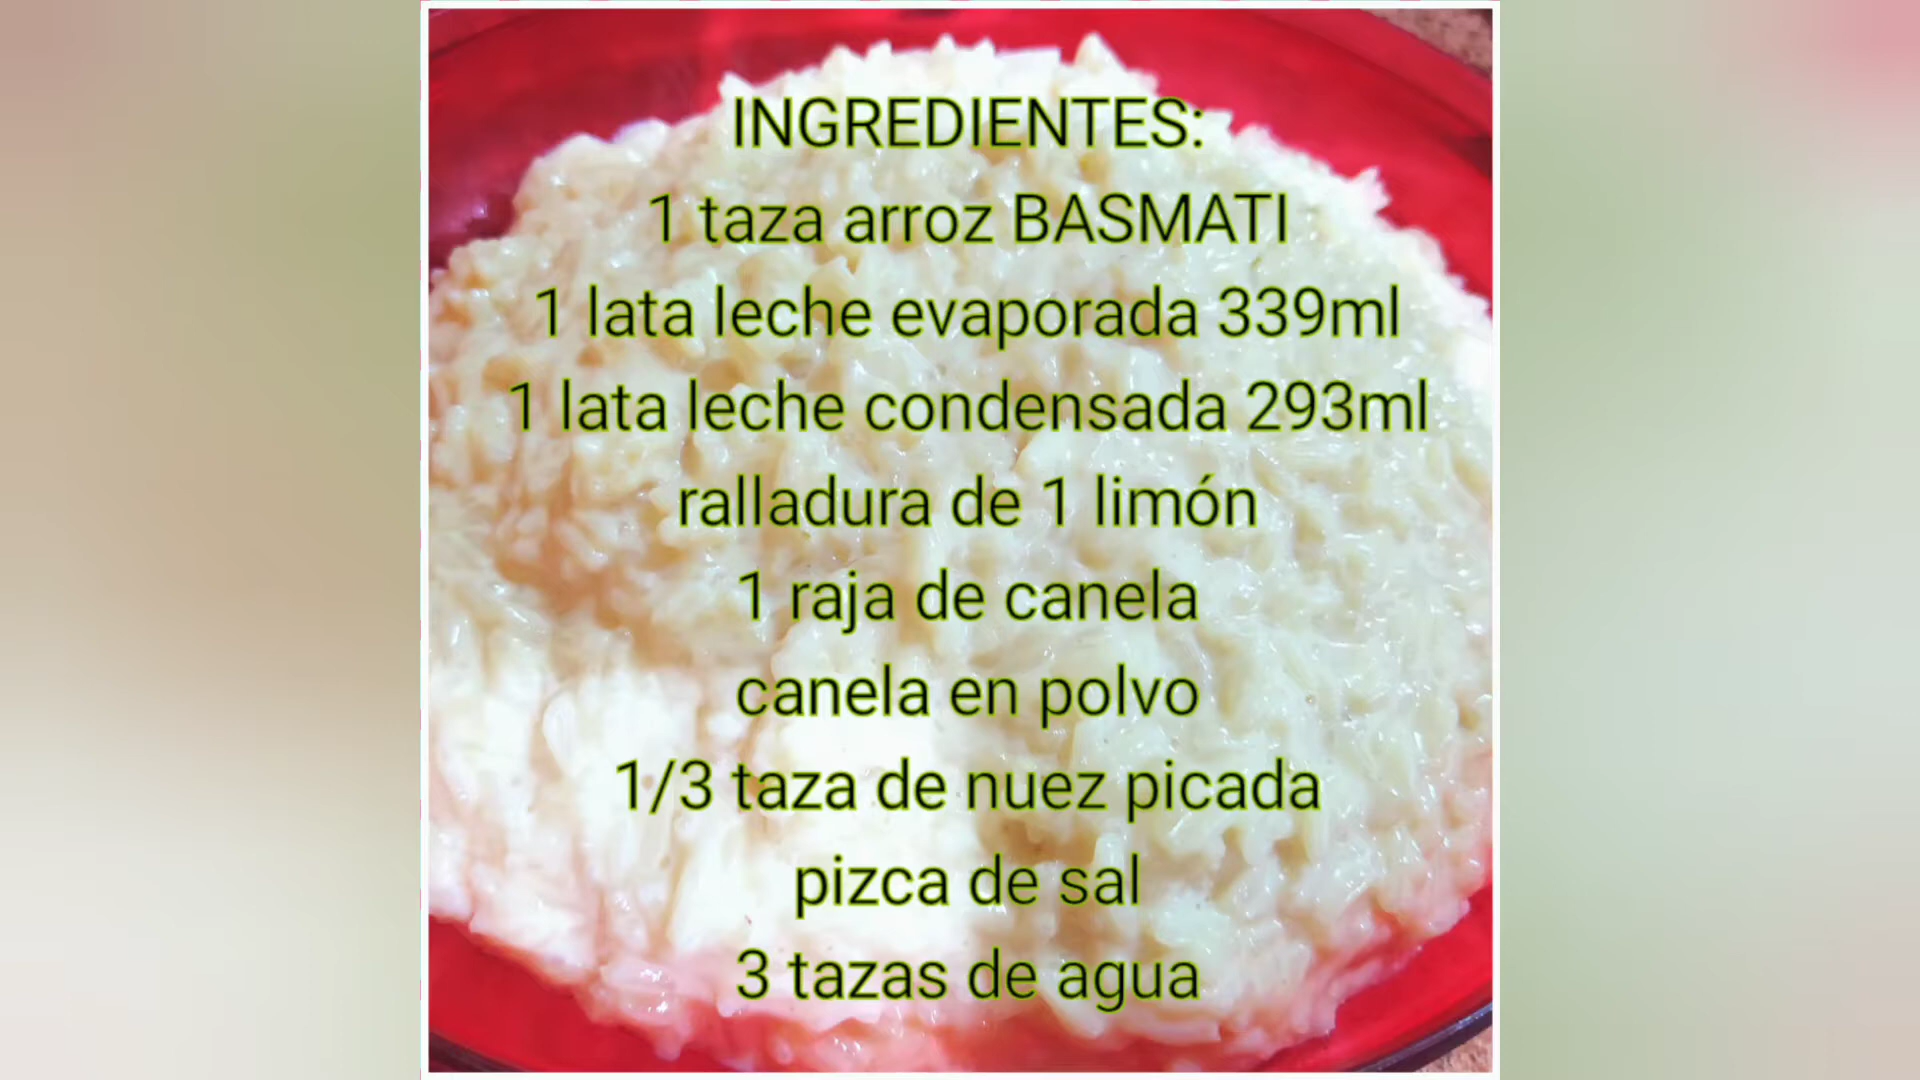 INGREDIENTES:
1 taza arroz BASMATI
1 lata leche evaporada 339ml
1 lata leche condensada 293ml
ralladura de 1 limón
1 raja de canela
canela en polvo
1/3 taza de nuez picada
pizca de sal
3 tazas de agua